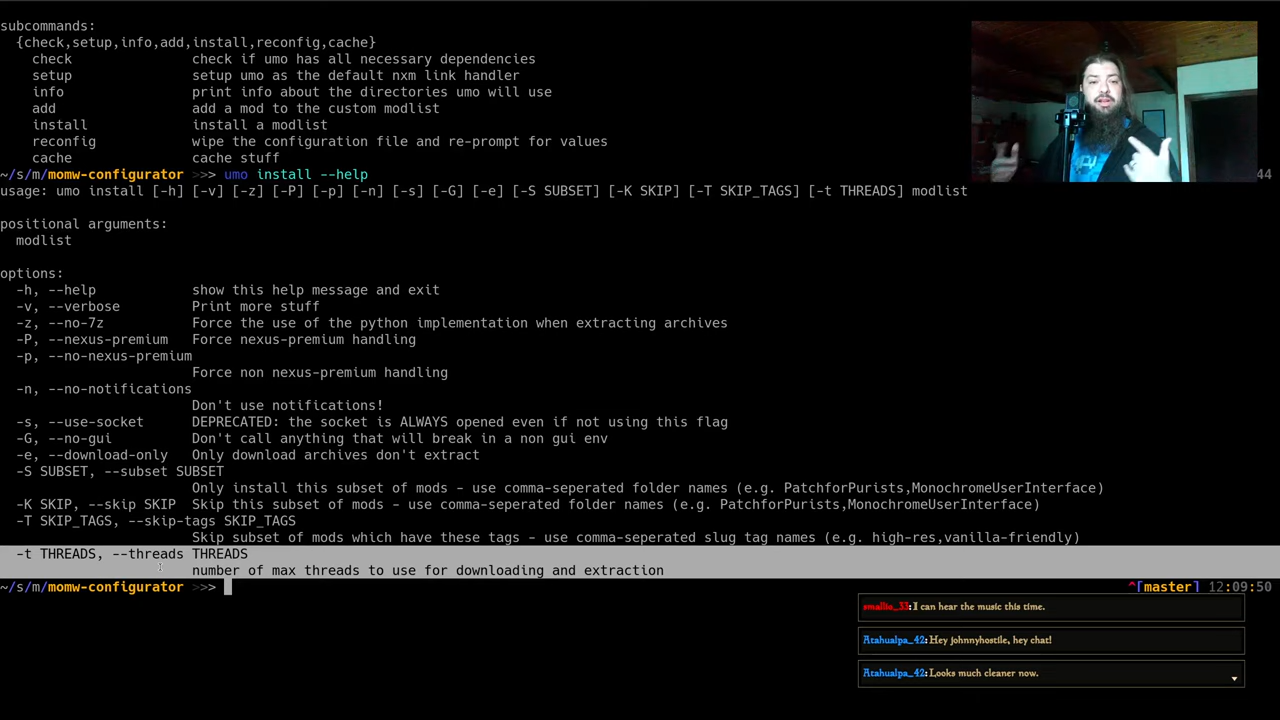 subcommands:
{check,setup,info,add,install,reconfig,cache}
check check if umo has all necessary dependencies
setup setup umo as the default nxm link handler
info print info about the directories umo will use
add add a mod to the custom modlist
install install a modlist
reconfig wipe the configuration file and re-prompt for values
cache cache stuff
~/s/m/momw-configurator >>> umo install --help
44
usage: umo install [-h] [-v] [-z] [-P] [-p] [-n] [-s] [-G] [-e] [-S SUBSET] [-K SKIP] [-T SKIP_TAGS] [-t THREADS] modlist
positional arguments:
modlist
options:
-h, --help show this help message and exit
-v, --verbose Print more stuff
-z, --no-7z Force the use of the python implementation when extracting archives
-P, --nexus-premium Force nexus-premium handling
-p, --no-nexus-premium
Force non nexus-premium handling
-n, --no-notifications
Don't use notifications!
-s, --use-socket DEPRECATED: the socket is ALWAYS opened even if not using this flag
-G, --no-gui Don't call anything that will break in a non gui env
-e, --download-only Only download archives don't extract
-S SUBSET, --subset SUBSET
Only install this subset of mods - use comma-seperated folder names (e.g. PatchforPurists,MonochromeUserInterface)
-K SKIP, --skip SKIP Skip this subset of mods - use comma-seperated folder names (e.g. PatchforPurists,MonochromeUserInterface)
-T SKIP_TAGS, --skip-tags SKIP_TAGS
Skip subset of mods which have these tags - use comma-seperated slug tag names (e.g. high-res,vanilla-friendly)
-t THREADS, --threads THREADS
number of max threads to use for downloading and extraction
~/s/m/momw-configurator >>> ^[master] 12:09:50
smallie_33: I can hear the music this time.
Atahualpa_42: Hey johnnyhostile, hey chat!
Atahualpa_42: Looks much cleaner now.